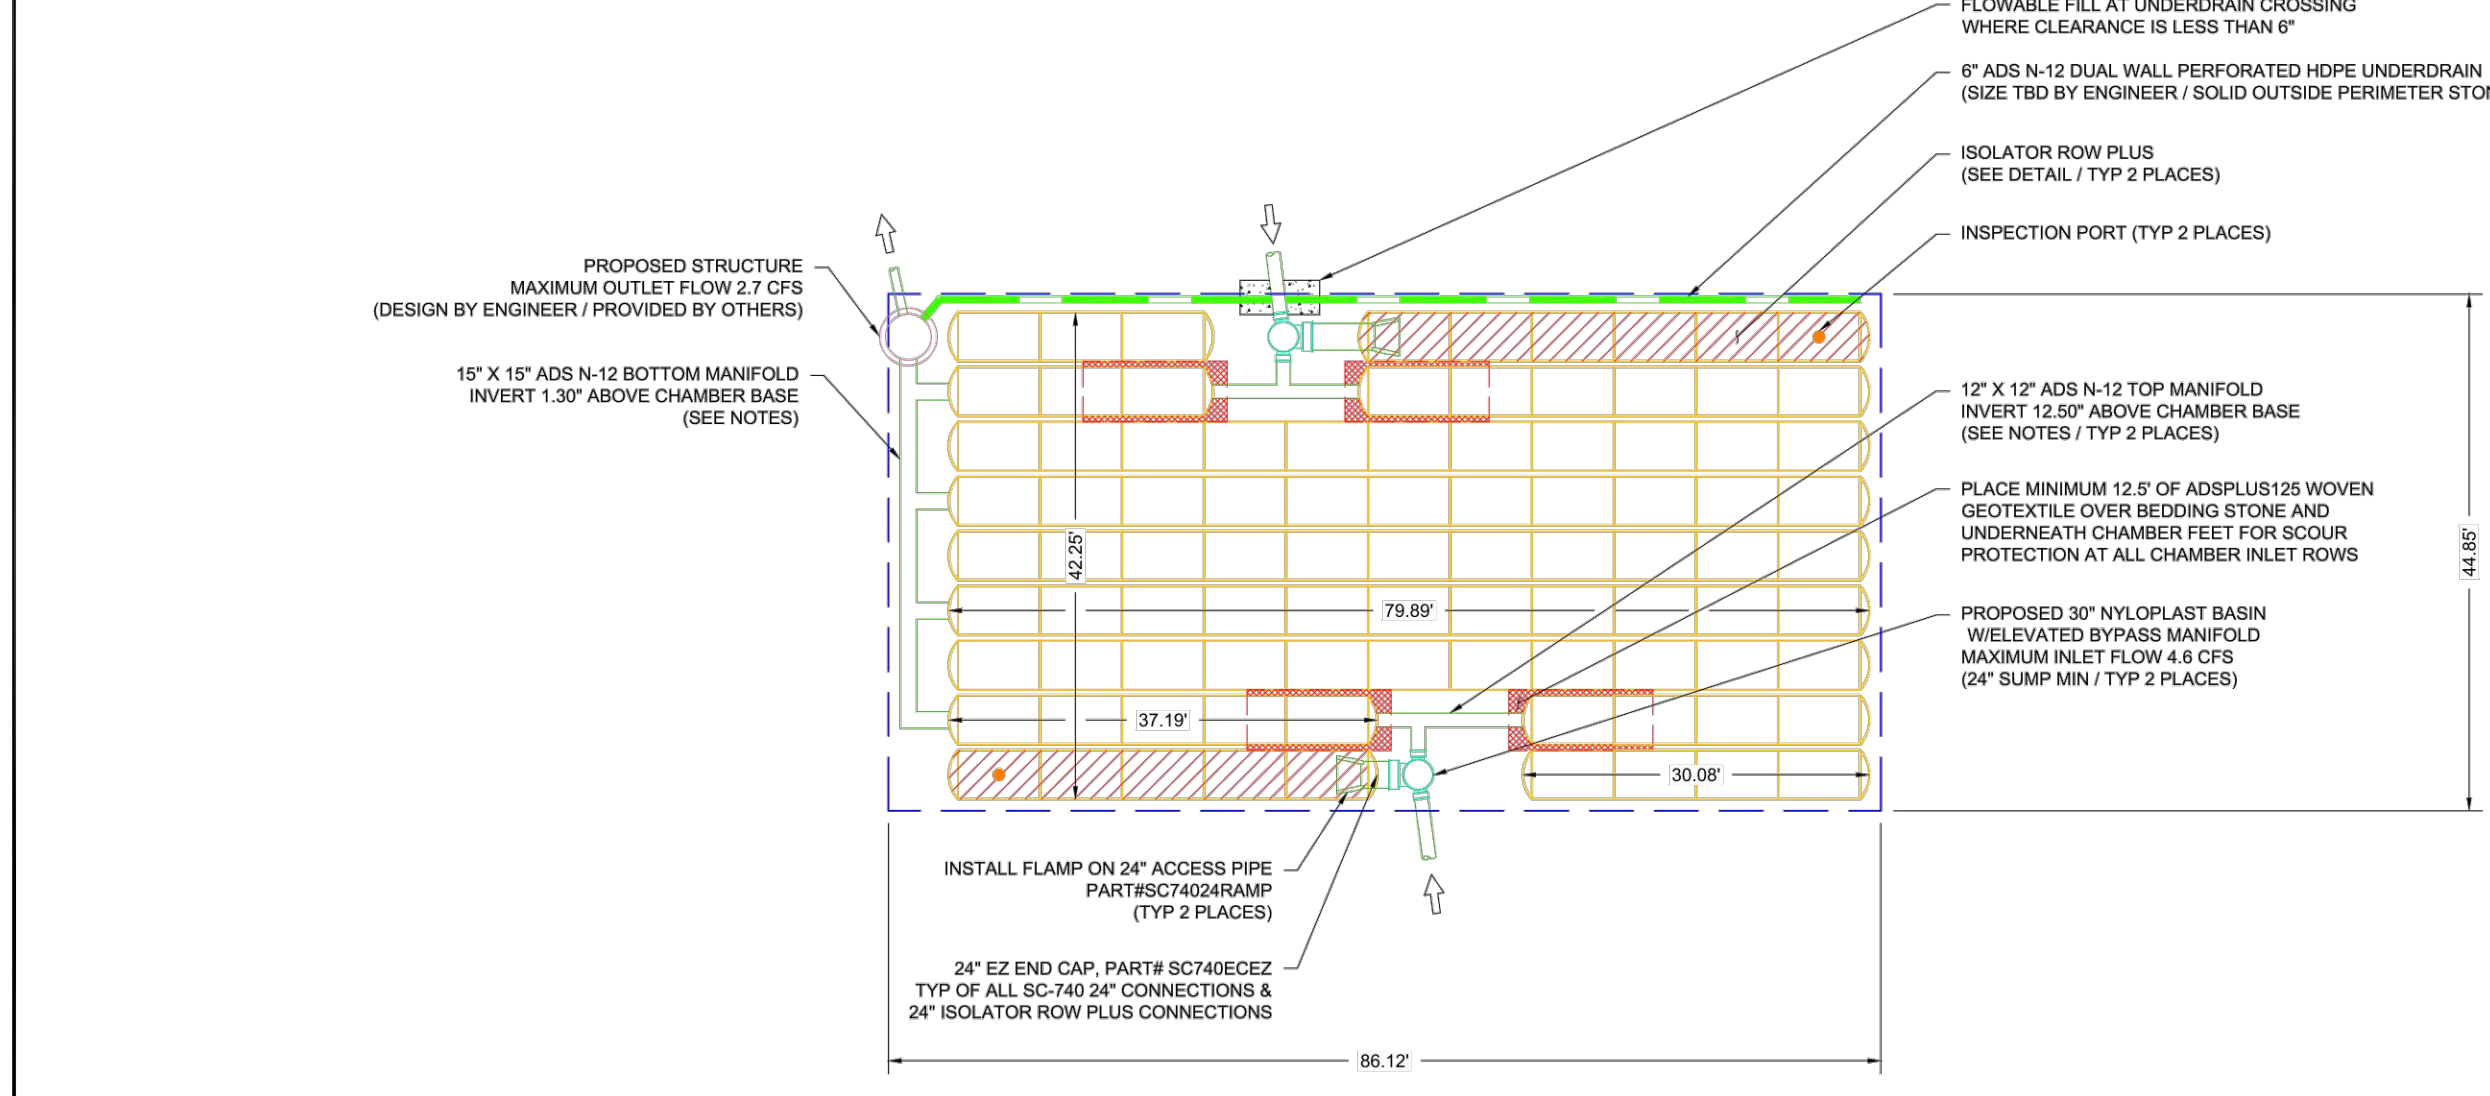 FLOWABLE FILL AT UNDERDRAIN CROSSING
WHERE CLEARANCE IS LESS THAN 6"
6" ADS N-12 DUAL WALL PERFORATED HDPE UNDERDRAIN
(SIZE TBD BY ENGINEER / SOLID OUTSIDE PERIMETER
ISOLATOR ROW PLUS
(SEE DETAIL / TYP 2 PLACES)
INSPECTION PORT (TYP 2 PLACES)
PROPOSED STRUCTURE
MAXIMUM OUTLET FLOW 2.7 CFS
(DESIGN BY ENGINEER / PROVIDED BY OTHERS)
15" X 15" ADS N-12 BOTTOM MANIFOLD
INVERT 1.30" ABOVE CHAMBER BASE
(SEE NOTES)
12" X 12" ADS N-12 TOP MANIFOLD
INVERT 12.50" ABOVE CHAMBER BASE
(SEE NOTES / TYP 2 PLACES)
PLACE MINIMUM 12.5' OF ADSPLUS125 WOVEN
GEOTEXTILE OVER BEDDING STONE AND
UNDERNEATH CHAMBER FEET FOR SCOUR
PROTECTION AT ALL CHAMBER INLET ROWS
42.25'
44.85'
79.89'
PROPOSED 30" NYLOPLAST BASIN
W/ELEVATED BYPASS MANIFOLD
MAXIMUM INLET FLOW 4.6 CFS
(24" SUMP MIN / TYP 2 PLACES)
37.19'
30.08'
INSTALL FLAMP ON 24" ACCESS PIPE
PART#SC74024RAMP
(TYP 2 PLACES)
24" EZ END CAP, PART# SC740ECEZ
TYP OF ALL SC-740 24" CONNECTIONS &
24" ISOLATOR ROW PLUS CONNECTIONS
86.12'